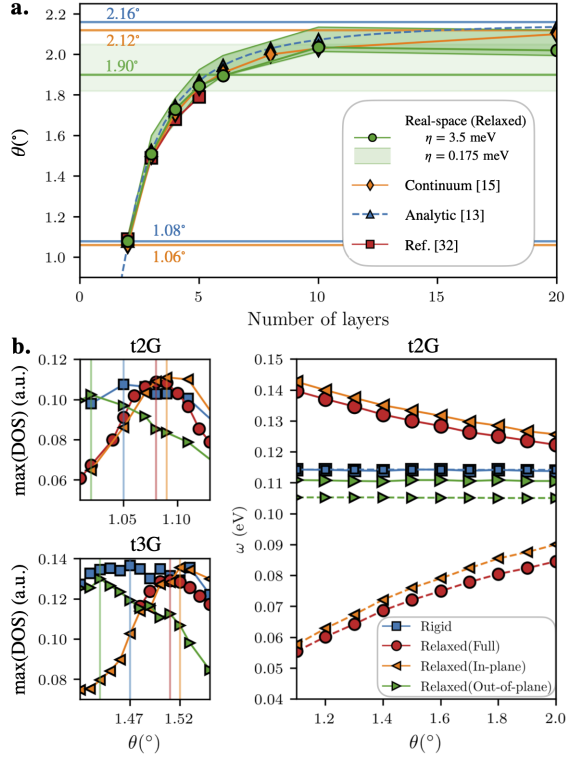 a.
2.2
2.0
1.8
1.6
1.4
1.2
1.0
θ(°)
2.16°
2.12°
1.90°
1.08°
1.06°
Real-space (Relaxed)
η = 3.5 meV
η = 0.175 meV
Continuum [15]
Analytic [13]
Ref. [32]
0 5 10 15 20
Number of layers
b.
t2G
0.12
0.10
0.08
0.06
max(DOS) (a.u.)
1.05 1.10
t3G
0.14
0.12
0.10
0.08
max(DOS) (a.u.)
1.47 1.52
θ(°)
t2G
0.15
0.14
0.13
0.12
0.11
0.10
0.09
0.08
0.07
0.06
0.05
0.04
ω (eV)
Rigid
Relaxed(Full)
Relaxed(In-plane)
Relaxed(Out-of-plane)
1.2 1.4 1.6 1.8 2.0
θ(°)